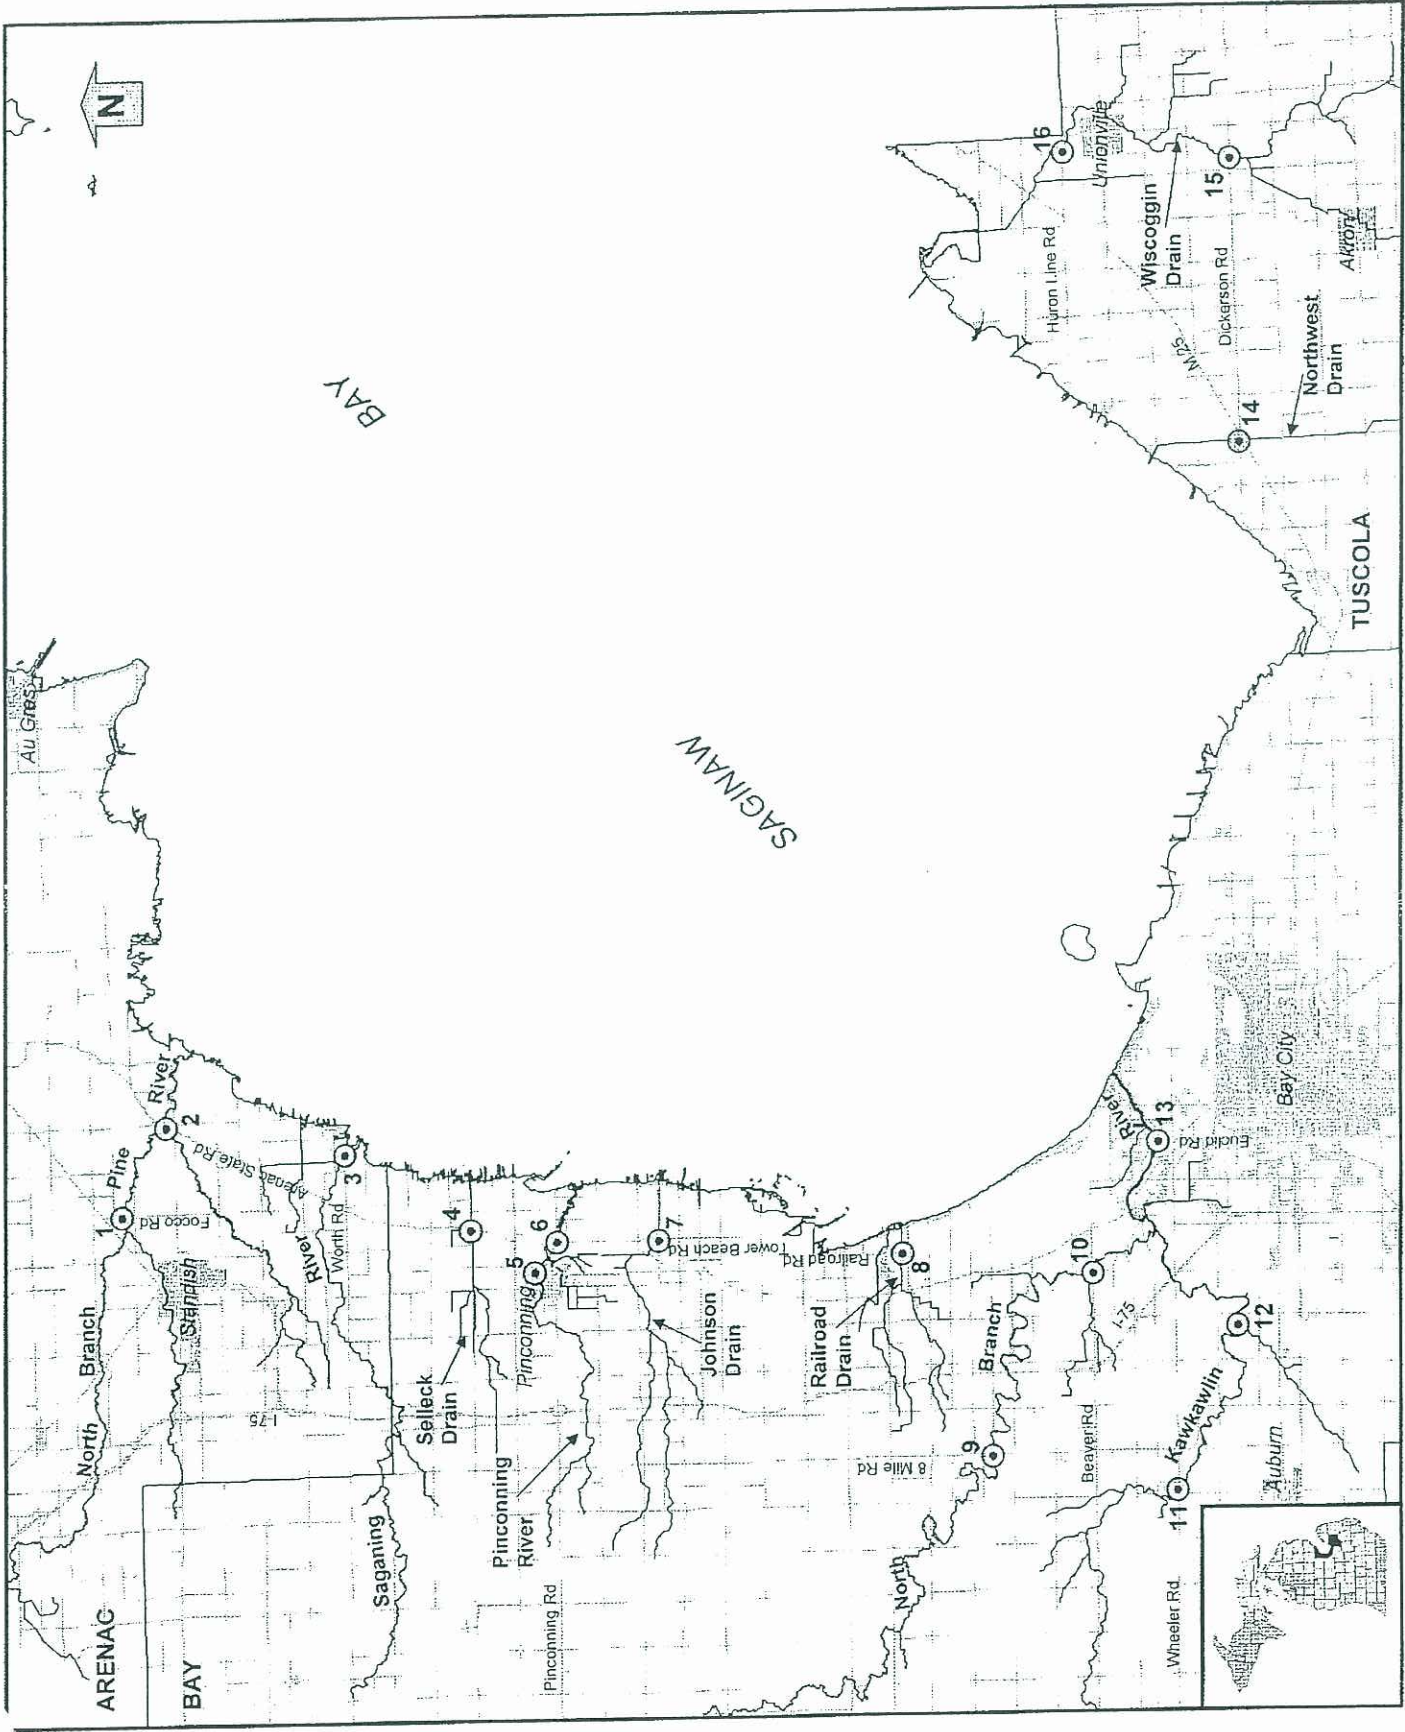 N
Au Gres
BAY
SAGINAW
ARENAC
North
Branch
1
Pine
River
2
Focco Rd
Standish
Arenac State Rd
River
Worth Rd
3
I-75
BAY
Saganing
Selleck
Drain
4
Pinconning
5
6
Pinconning
River
Pinconning Rd
Johnson
Drain
7
Tower Beach Rd
Railroad Rd
Railroad
Drain
8
8 Mile Rd
9
North
Branch
10
Beaver Rd
I-75
Wheeler Rd
11
Kawkawlin
12
Auburn
River
13
Euclid Rd
Bay City
TUSCOLA
14
Northwest
Drain
M-25
Dickerson Rd
Huron Line Rd
Wiscoggin
Drain
15
Akron
16
Unionville